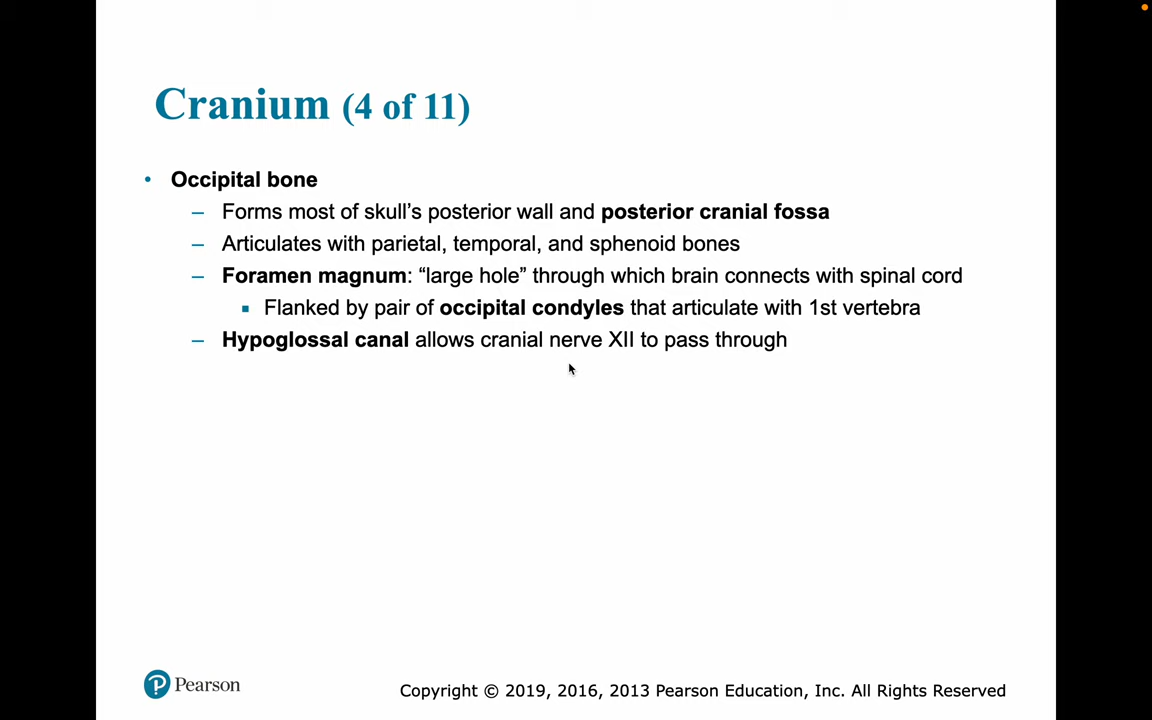 Cranium (4 of 11)
• Occipital bone
– Forms most of skull’s posterior wall and posterior cranial fossa
– Articulates with parietal, temporal, and sphenoid bones
– Foramen magnum: “large hole” through which brain connects with spinal cord
▪ Flanked by pair of occipital condyles that articulate with 1st vertebra
– Hypoglossal canal allows cranial nerve XII to pass through
P Pearson
Copyright © 2019, 2016, 2013 Pearson Education, Inc. All Rights Reserved